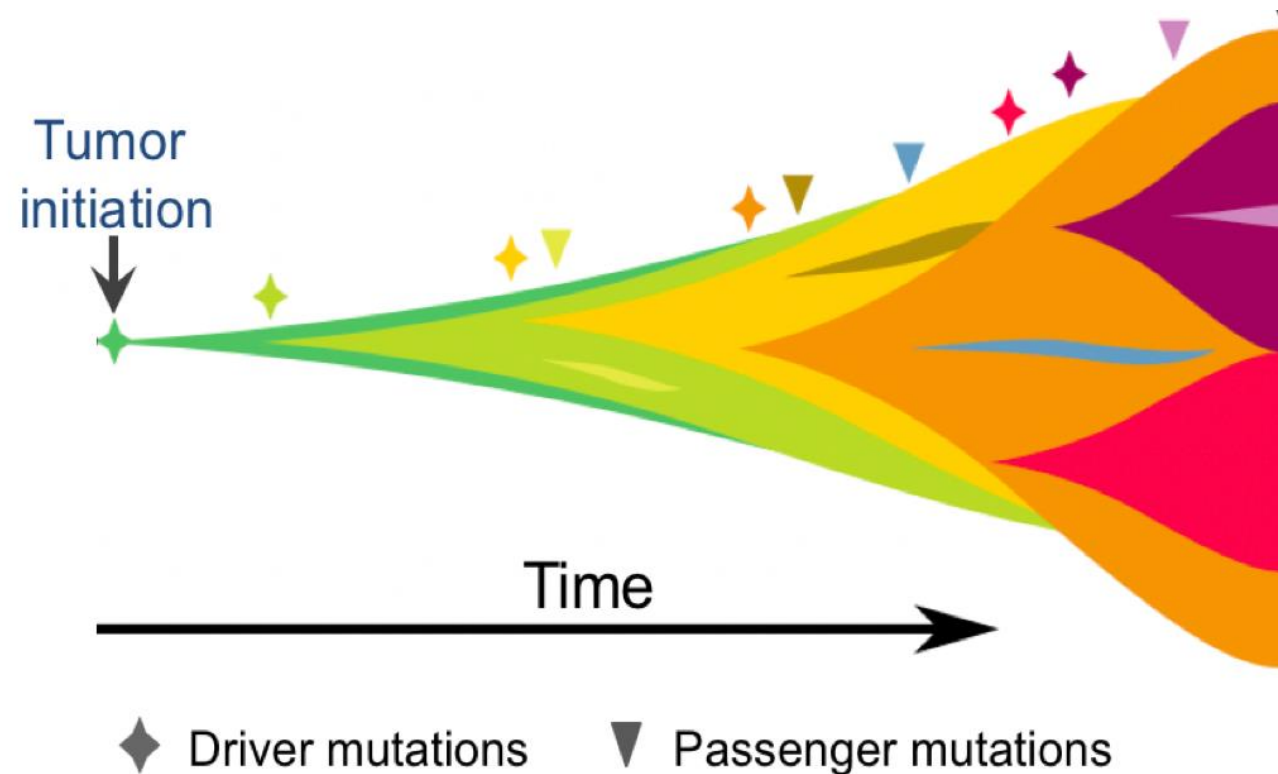 Tumor
initiation
Time
Driver mutations
Passenger mutations